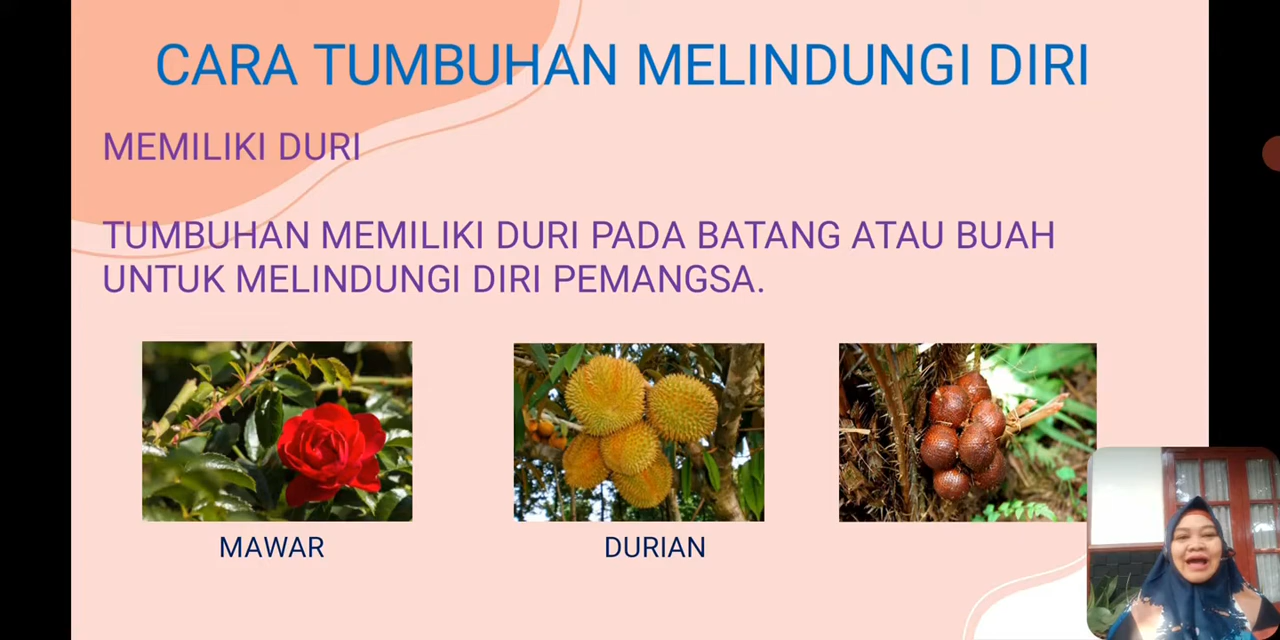 CARA TUMBUHAN MELINDUNGI DIRI
MEMILIKI DURI
TUMBUHAN MEMILIKI DURI PADA BATANG ATAU BUAH
UNTUK MELINDUNGI DIRI PEMANGSA.
MAWAR
DURIAN